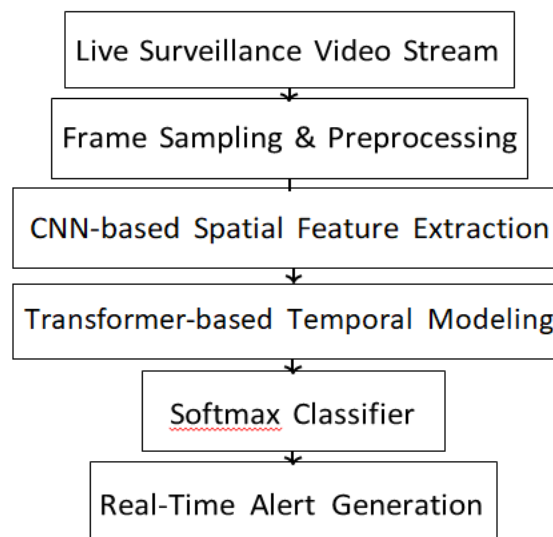 Live Surveillance Video Stream
Frame Sampling & Preprocessing
CNN-based Spatial Feature Extraction
Transformer-based Temporal Modeling
Softmax Classifier
Real-Time Alert Generation